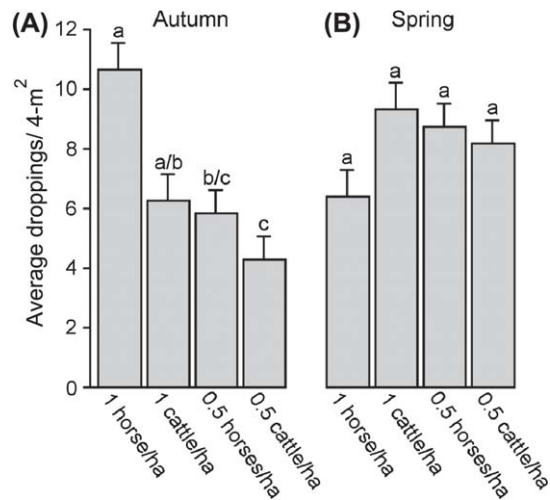 (A) Autumn (B) Spring
Average droppings/ 4-m²
12
10
8
6
4
2
0
a
a/b
b/c
c
a
a
a
a
1 horse/ha
1 cattle/ha
0.5 horses/ha
0.5 cattle/ha
1 horse/ha
1 cattle/ha
0.5 horses/ha
0.5 cattle/ha